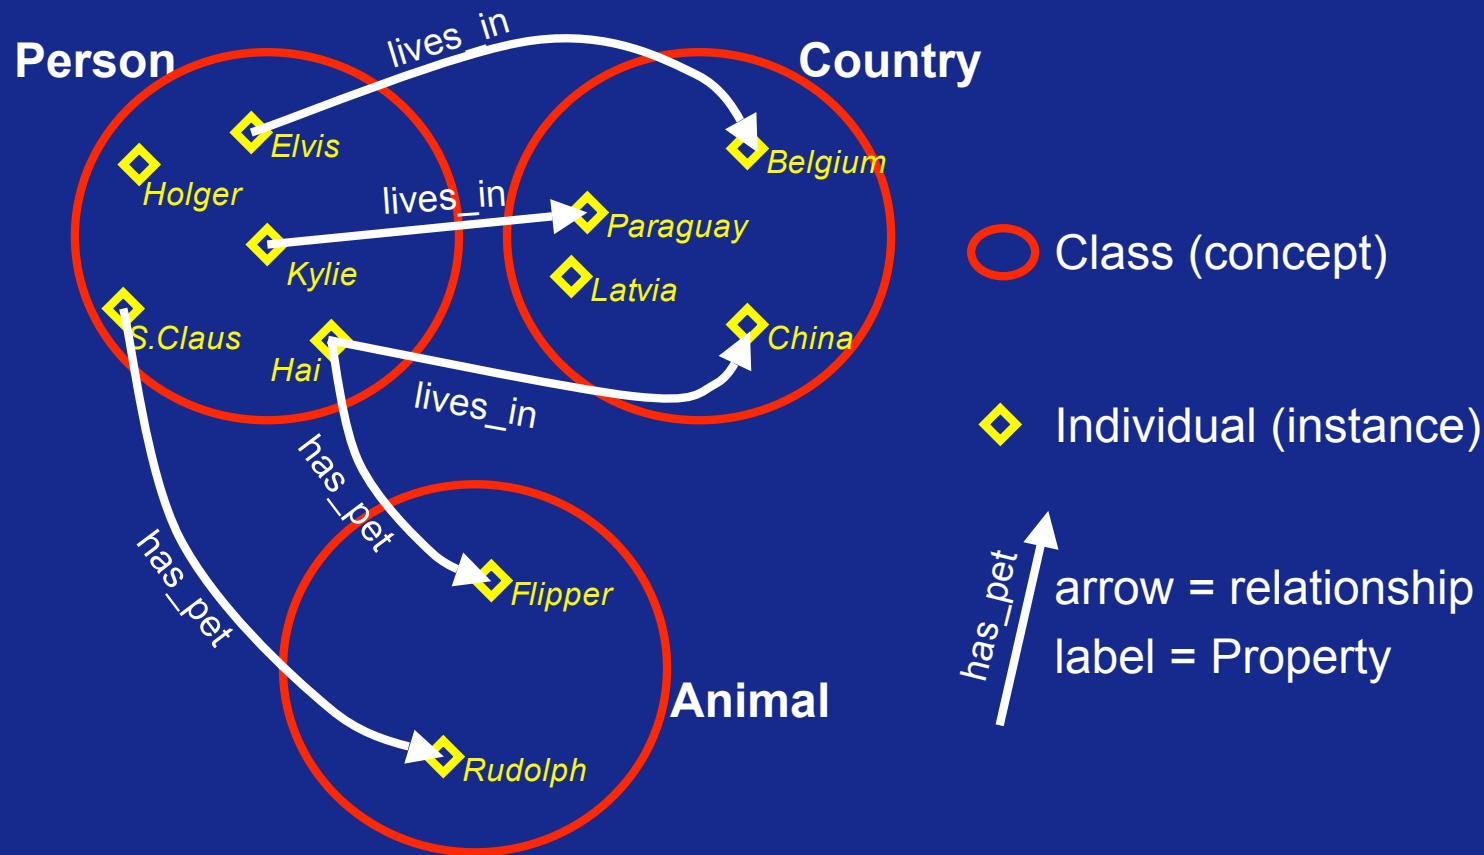 lives_in
Person
Country
Elvis
Belgium
Holger
lives_in
Paraguay
Kylie
Latvia
S.Claus
China
Hai
lives_in
has_pet
has_pet
Flipper
Animal
Rudolph
Class (concept)
Individual (instance)
has_pet
arrow = relationship
label = Property